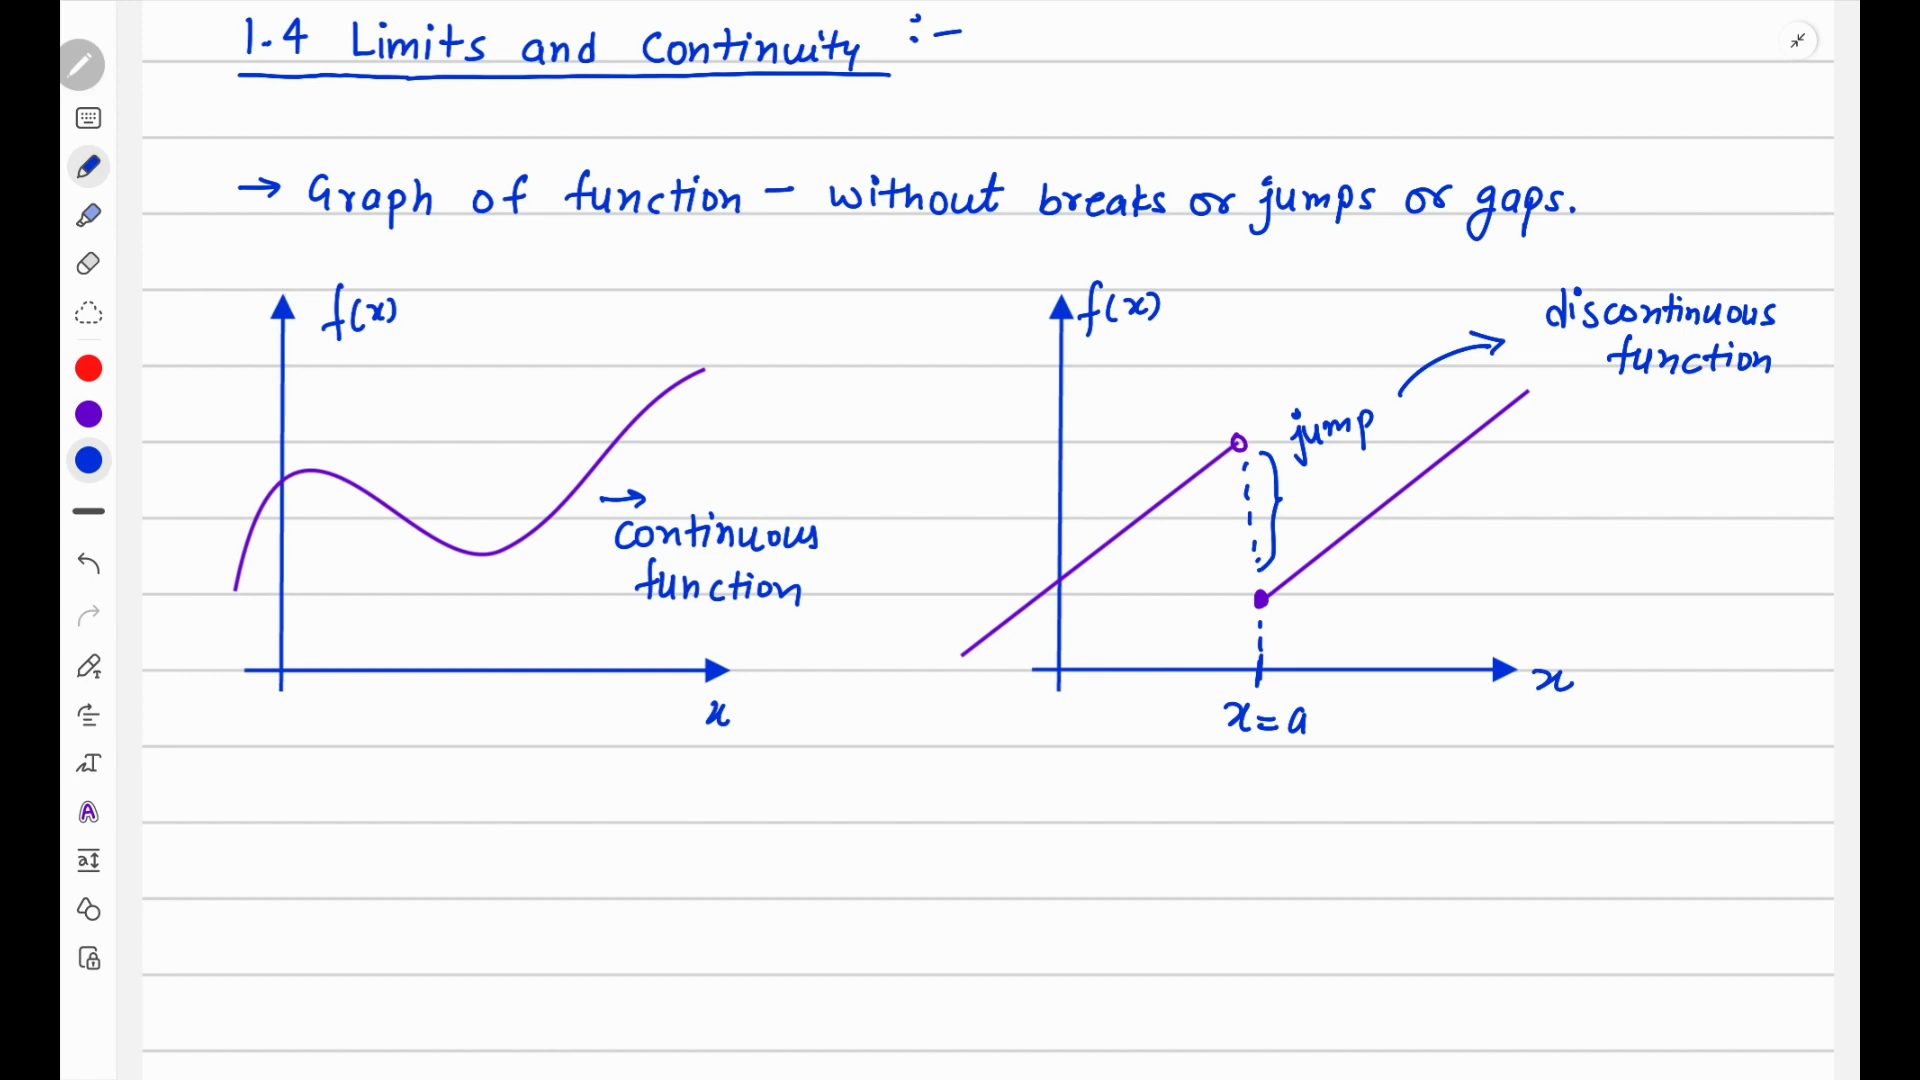 1.4 Limits and Continuity :-
→ Graph of function - without breaks or jumps or gaps.
f(x)
continuous
function
x
f(x)
jump
discontinuous
function
x
x = a